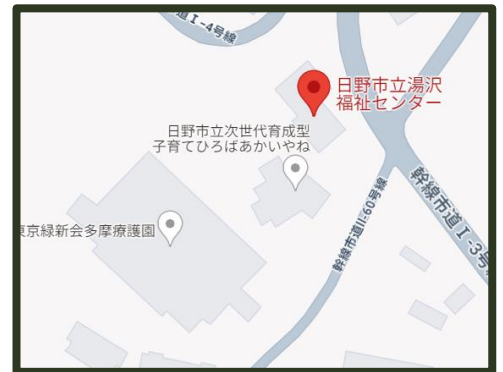 道Ⅰ-4号線
日野市立湯沢
福祉センター
日野市立次世代育成型
子育てひろばあかいやね
東京緑新会多摩療護園
幹線市道Ⅱ-60号線
幹線市道Ⅰ-3号